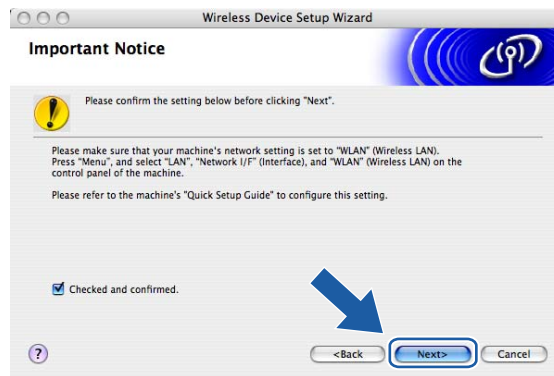 Wireless Device Setup Wizard
Important Notice
Please confirm the setting below before clicking "Next".
Please make sure that your machine's network setting is set to "WLAN" (Wireless LAN).
Press "Menu", and select "LAN", "Network I/F" (Interface), and "WLAN" (Wireless LAN) on the
control panel of the machine.
Please refer to the machine's "Quick Setup Guide" to configure this setting.
Checked and confirmed.
? <Back Next> Cancel